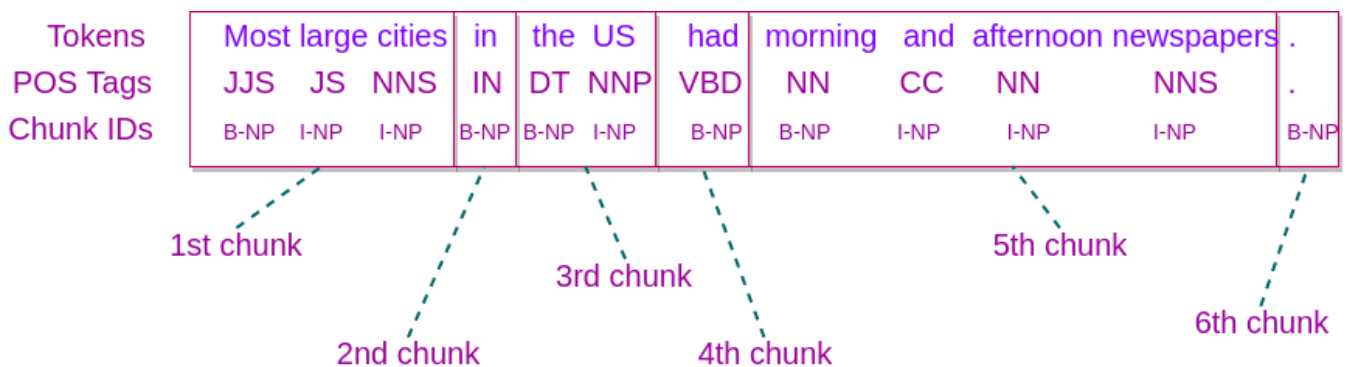 Tokens Most large cities in the US had morning and afternoon newspapers .
POS Tags JJS JS NNS IN DT NNP VBD NN CC NN NNS .
Chunk IDs B-NP I-NP I-NP B-NP B-NP I-NP B-NP B-NP I-NP I-NP I-NP B-NP
1st chunk 5th chunk
3rd chunk
6th chunk
2nd chunk 4th chunk